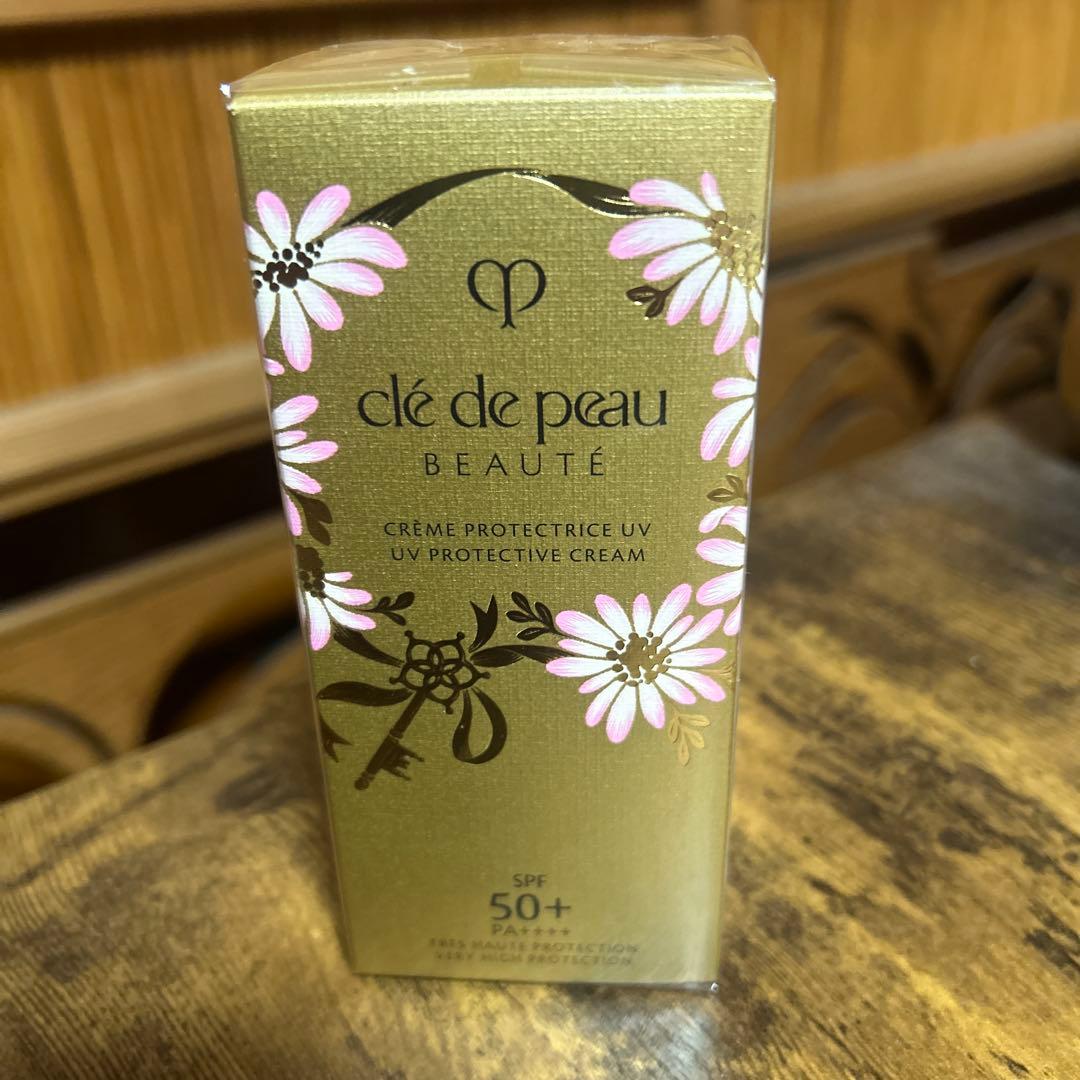 clé de peau
BEAUTÉ
CRÈME PROTECTRICE UV
UV PROTECTIVE CREAM
SPF
50+
PA++++
TRÈS HAUTE PROTECTION
VERY HIGH PROTECTION